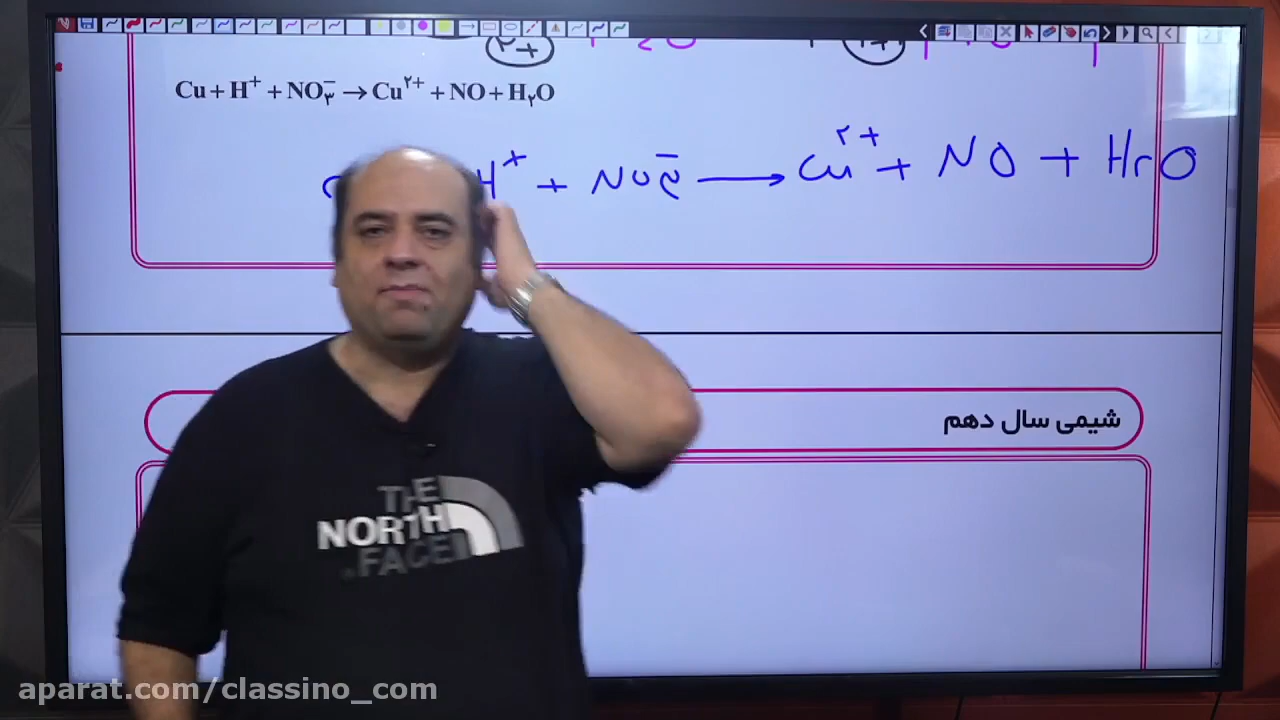 Cu + H⁺ + NO₃⁻ → Cu²⁺ + NO + H₂O
H⁺ + NO₃⁻ → Cu²⁺ + NO + H₂O
شیمی سال دهم
THE
NORTH
FACE
aparat.com/classino_com